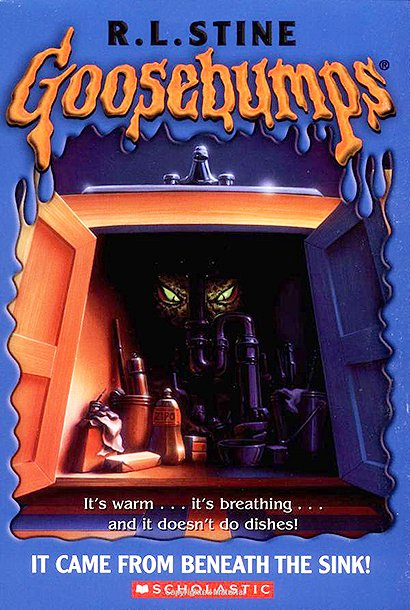 R.L.STINE
Goosebumps®
It's warm . . . it's breathing . . .
and it doesn't do dishes!
IT CAME FROM BENEATH THE SINK!
SCHOLASTIC